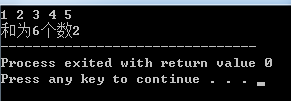 1 2 3 4 5
和为6个数2
--------------------------------
Process exited with return value 0
Press any key to continue . . .